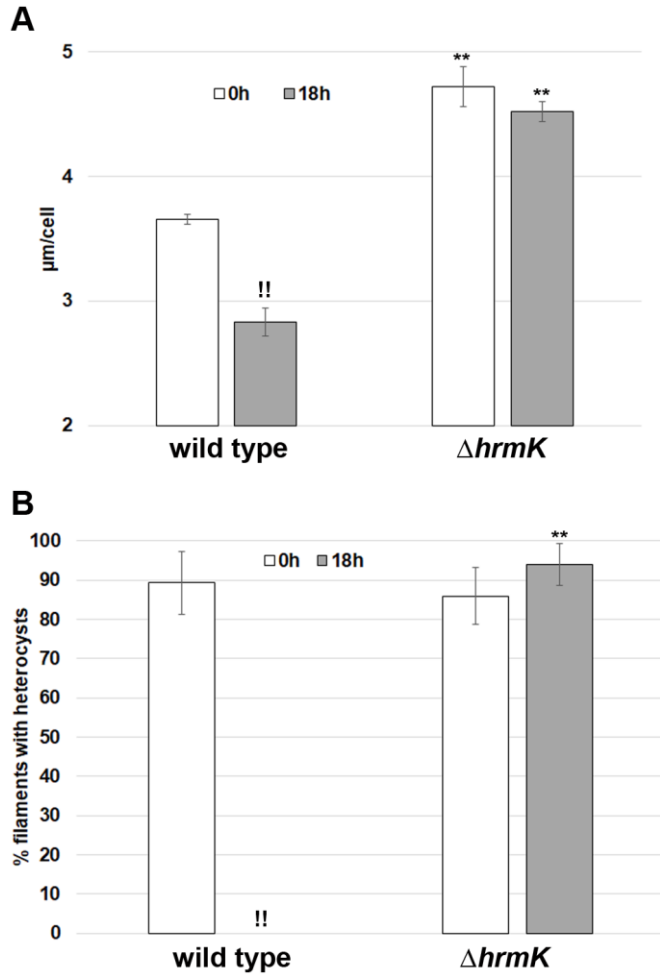 A
5
4
3
2
µm/cell
0h 18h
!!
**
**
wild type ΔhrmK
B
100
90
80
70
60
50
40
30
20
10
0
% filaments with heterocysts
0h 18h
!!
**
wild type ΔhrmK